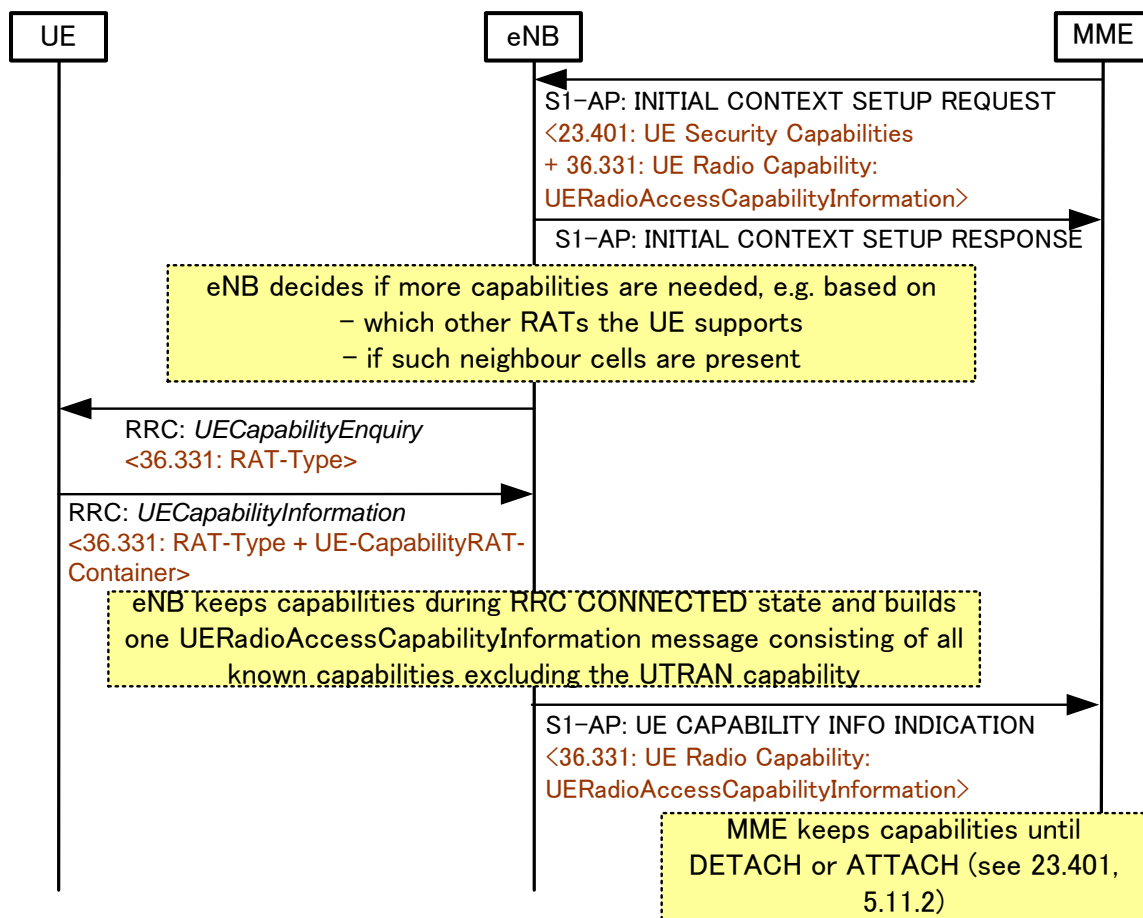 UE
eNB
MME
S1-AP: INITIAL CONTEXT SETUP REQUEST
<23.401: UE Security Capabilities
+ 36.331: UE Radio Capability:
UERadioAccessCapabilityInformation>
S1-AP: INITIAL CONTEXT SETUP RESPONSE
eNB decides if more capabilities are needed, e.g. based on
- which other RATs the UE supports
- if such neighbour cells are present
RRC: UECapabilityEnquiry
<36.331: RAT-Type>
RRC: UECapabilityInformation
<36.331: RAT-Type + UE-CapabilityRAT-
Container>
eNB keeps capabilities during RRC CONNECTED state and builds
one UERadioAccessCapabilityInformation message consisting of all
known capabilities excluding the UTRAN capability
S1-AP: UE CAPABILITY INFO INDICATION
<36.331: UE Radio Capability:
UERadioAccessCapabilityInformation>
MME keeps capabilities until
DETACH or ATTACH (see 23.401,
5.11.2)